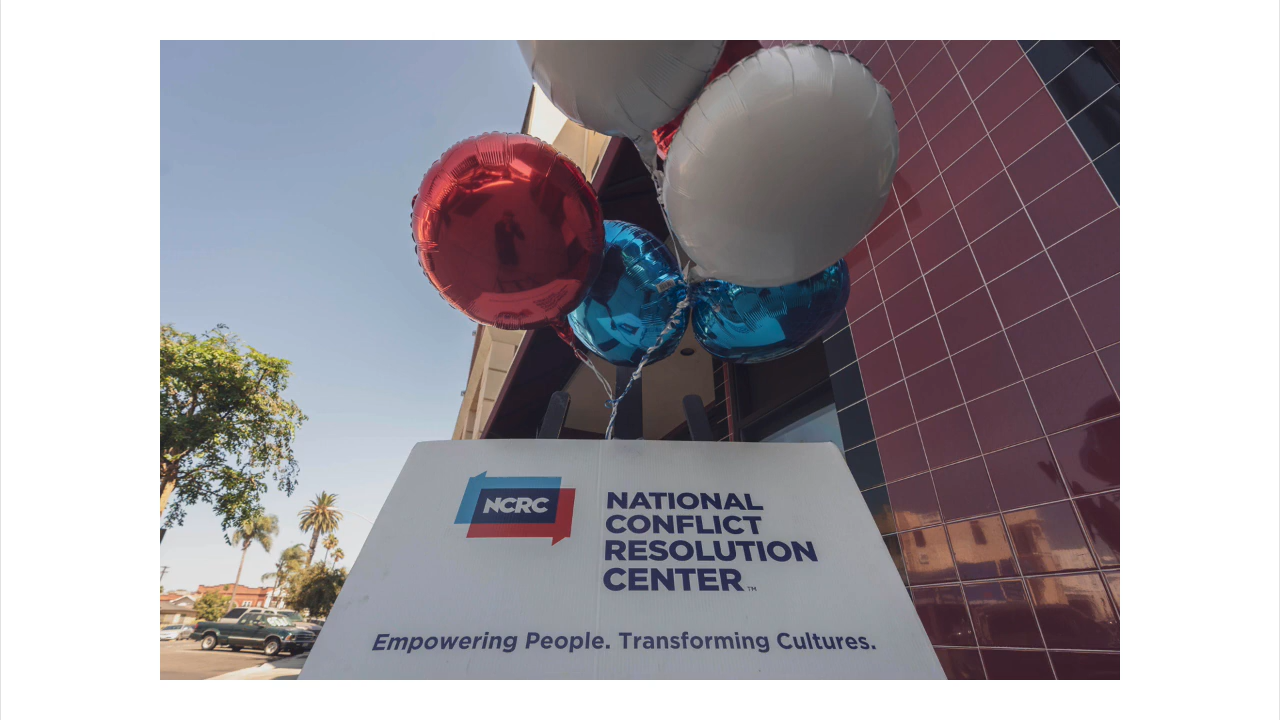 NCRC
NATIONAL
CONFLICT
RESOLUTION
CENTER™
Empowering People. Transforming Cultures.